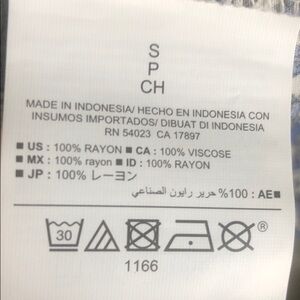 S
P
CH
MADE IN INDONESIA/ HECHO EN INDONESIA CON
INSUMOS IMPORTADOS/ DIBUAT DI INDONESIA
RN 54023 CA 17897
■ US : 100% RAYON ■ CA : 100% VISCOSE
■ MX : 100% rayon ■ ID : 100% RAYON
■ JP : 100% レーヨン
■AE : 100% حرير رايون الصناعي
30
®
1166